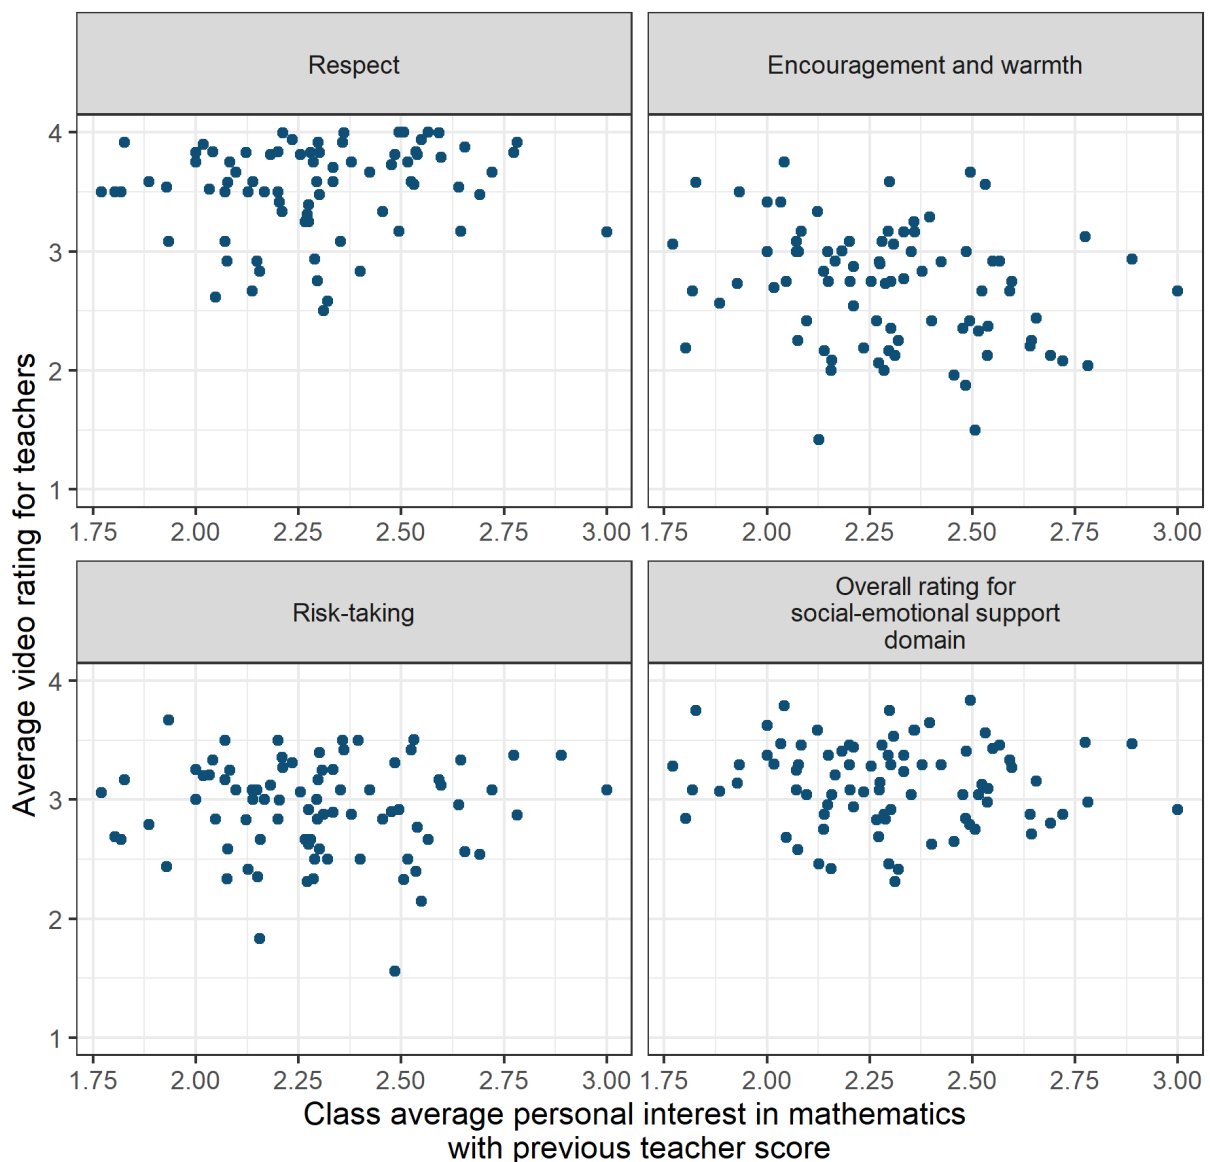 Respect
Encouragement and warmth
4
3
2
1
1.75 2.00 2.25 2.50 2.75 3.00
1.75 2.00 2.25 2.50 2.75 3.00
Risk-taking
Overall rating for
social-emotional support
domain
4
3
2
1
1.75 2.00 2.25 2.50 2.75 3.00
1.75 2.00 2.25 2.50 2.75 3.00
Average video rating for teachers
Class average personal interest in mathematics
with previous teacher score